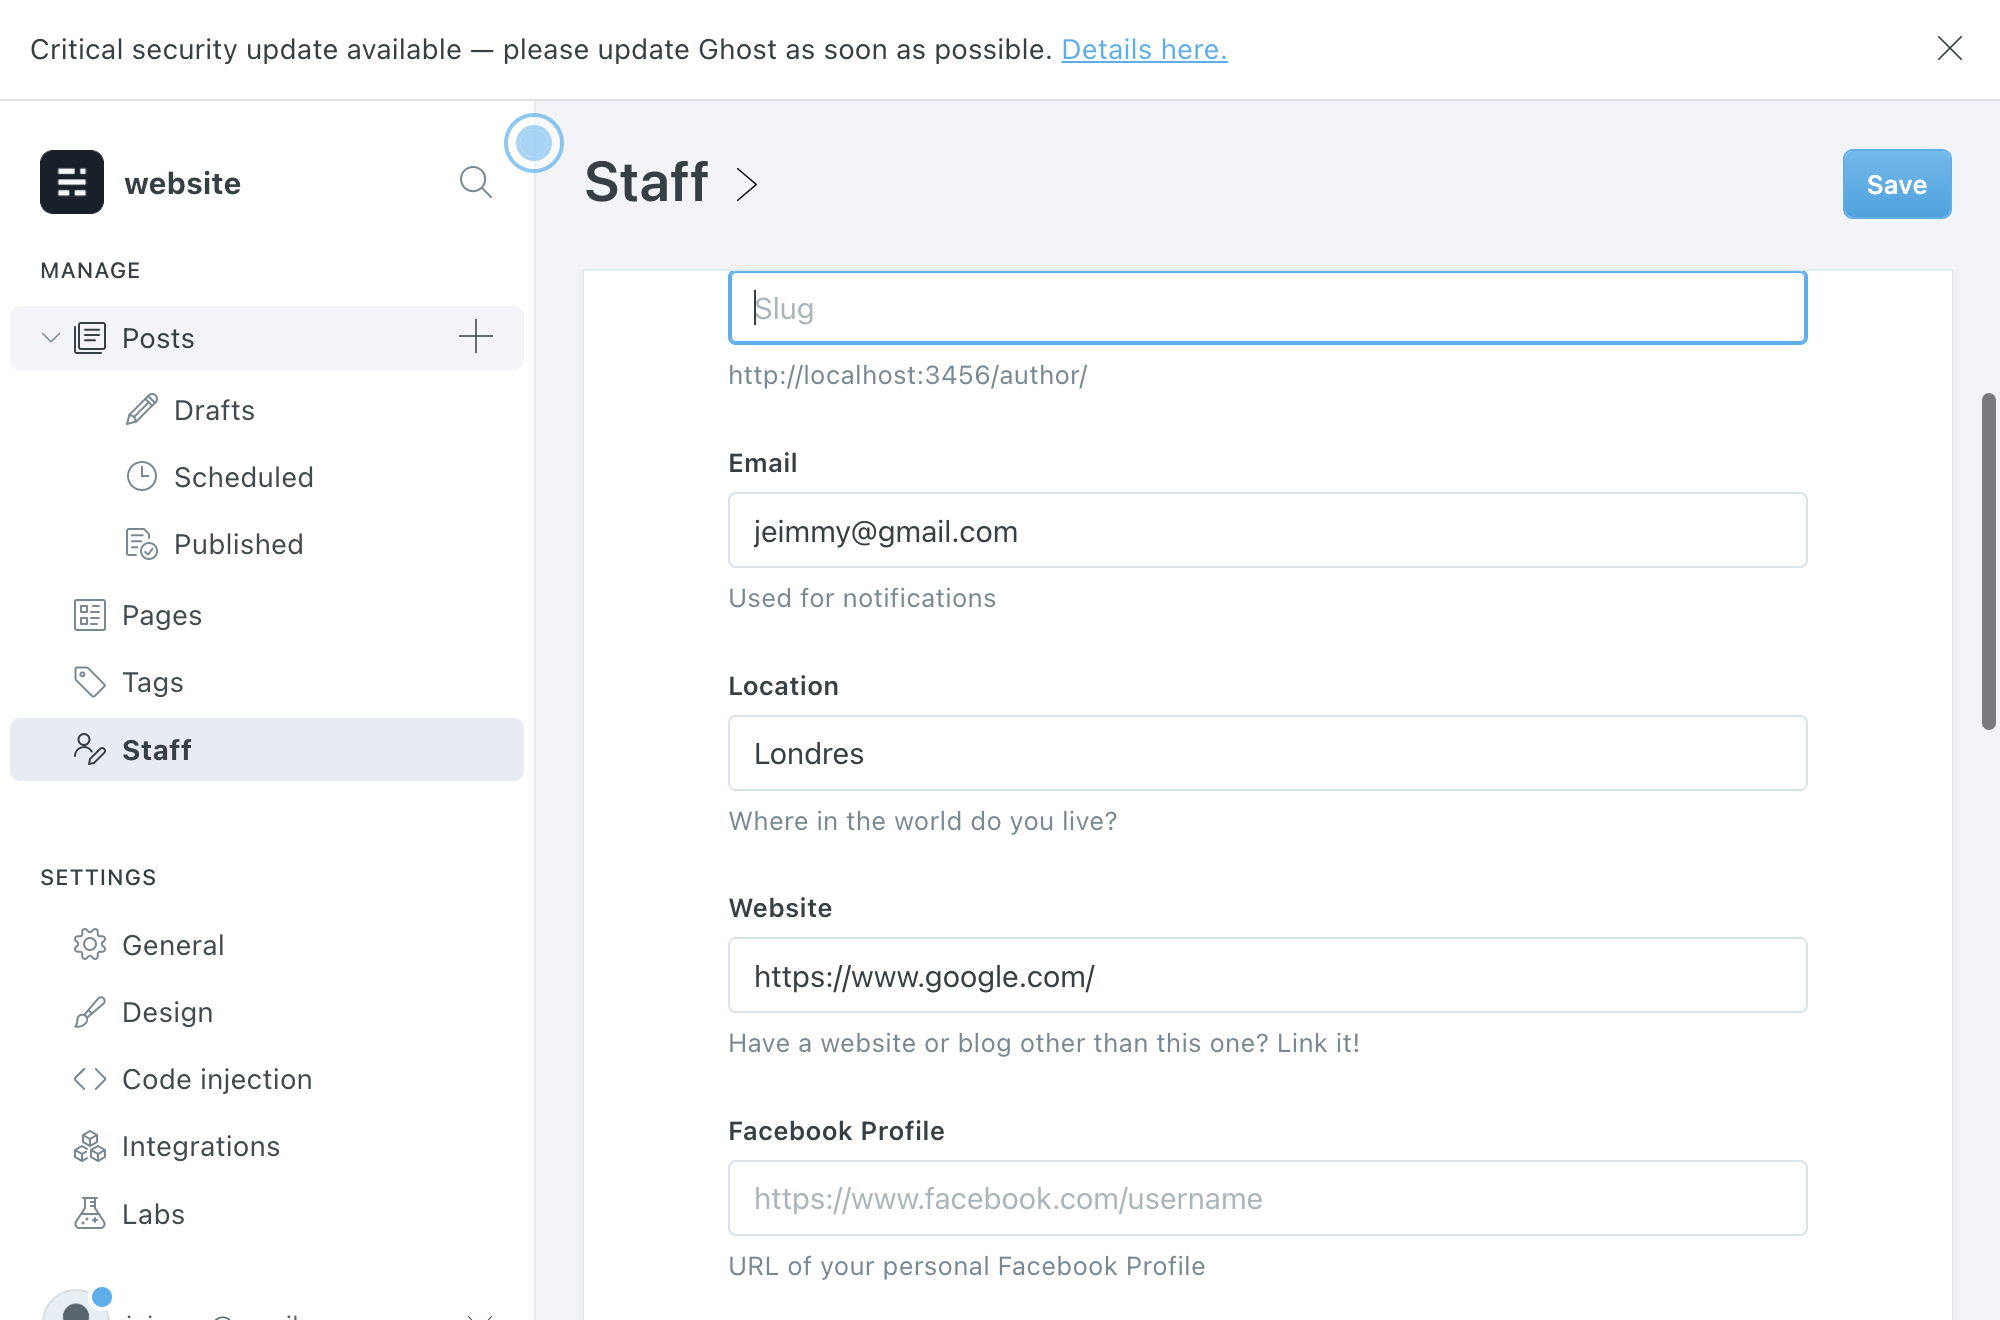 Critical security update available — please update Ghost as soon as possible. Details here.
website
MANAGE
Posts
Drafts
Scheduled
Published
Pages
Tags
Staff
SETTINGS
General
Design
Code injection
Integrations
Labs
Staff
Save
Slug
http://localhost:3456/author/
Email
jeimmy@gmail.com
Used for notifications
Location
Londres
Where in the world do you live?
Website
https://www.google.com/
Have a website or blog other than this one? Link it!
Facebook Profile
https://www.facebook.com/username
URL of your personal Facebook Profile